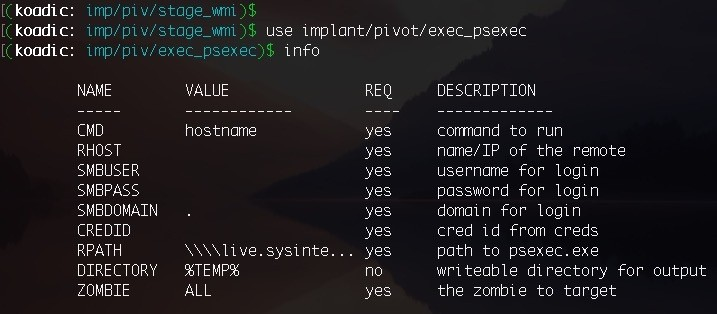 [(koadic: imp/piv/stage_wmi)$
[(koadic: imp/piv/stage_wmi)$ use implant/pivot/exec_psexec
[(koadic: imp/piv/exec_psexec)$ info
NAME VALUE REQ DESCRIPTION
----- ------------ ---- -------------
CMD hostname yes command to run
RHOST yes name/IP of the remote
SMBUSER yes username for login
SMBPASS yes password for login
SMBDOMAIN . yes domain for login
CREDID yes cred id from creds
RPATH \\\\live.sysinte... yes path to psexec.exe
DIRECTORY %TEMP% no writeable directory for output
ZOMBIE ALL yes the zombie to target